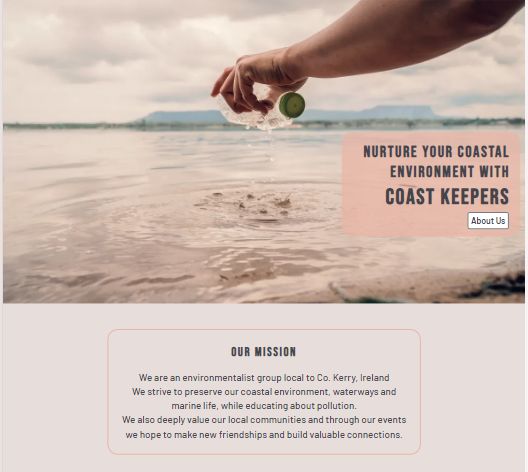 NURTURE YOUR COASTAL
ENVIRONMENT WITH
COAST KEEPERS
About Us
OUR MISSION
We are an environmentalist group local to Co. Kerry, Ireland
We strive to preserve our coastal environment, waterways and
marine life, while educating about pollution.
We also deeply value our local communities and through our events
we hope to make new friendships and build valuable connections.